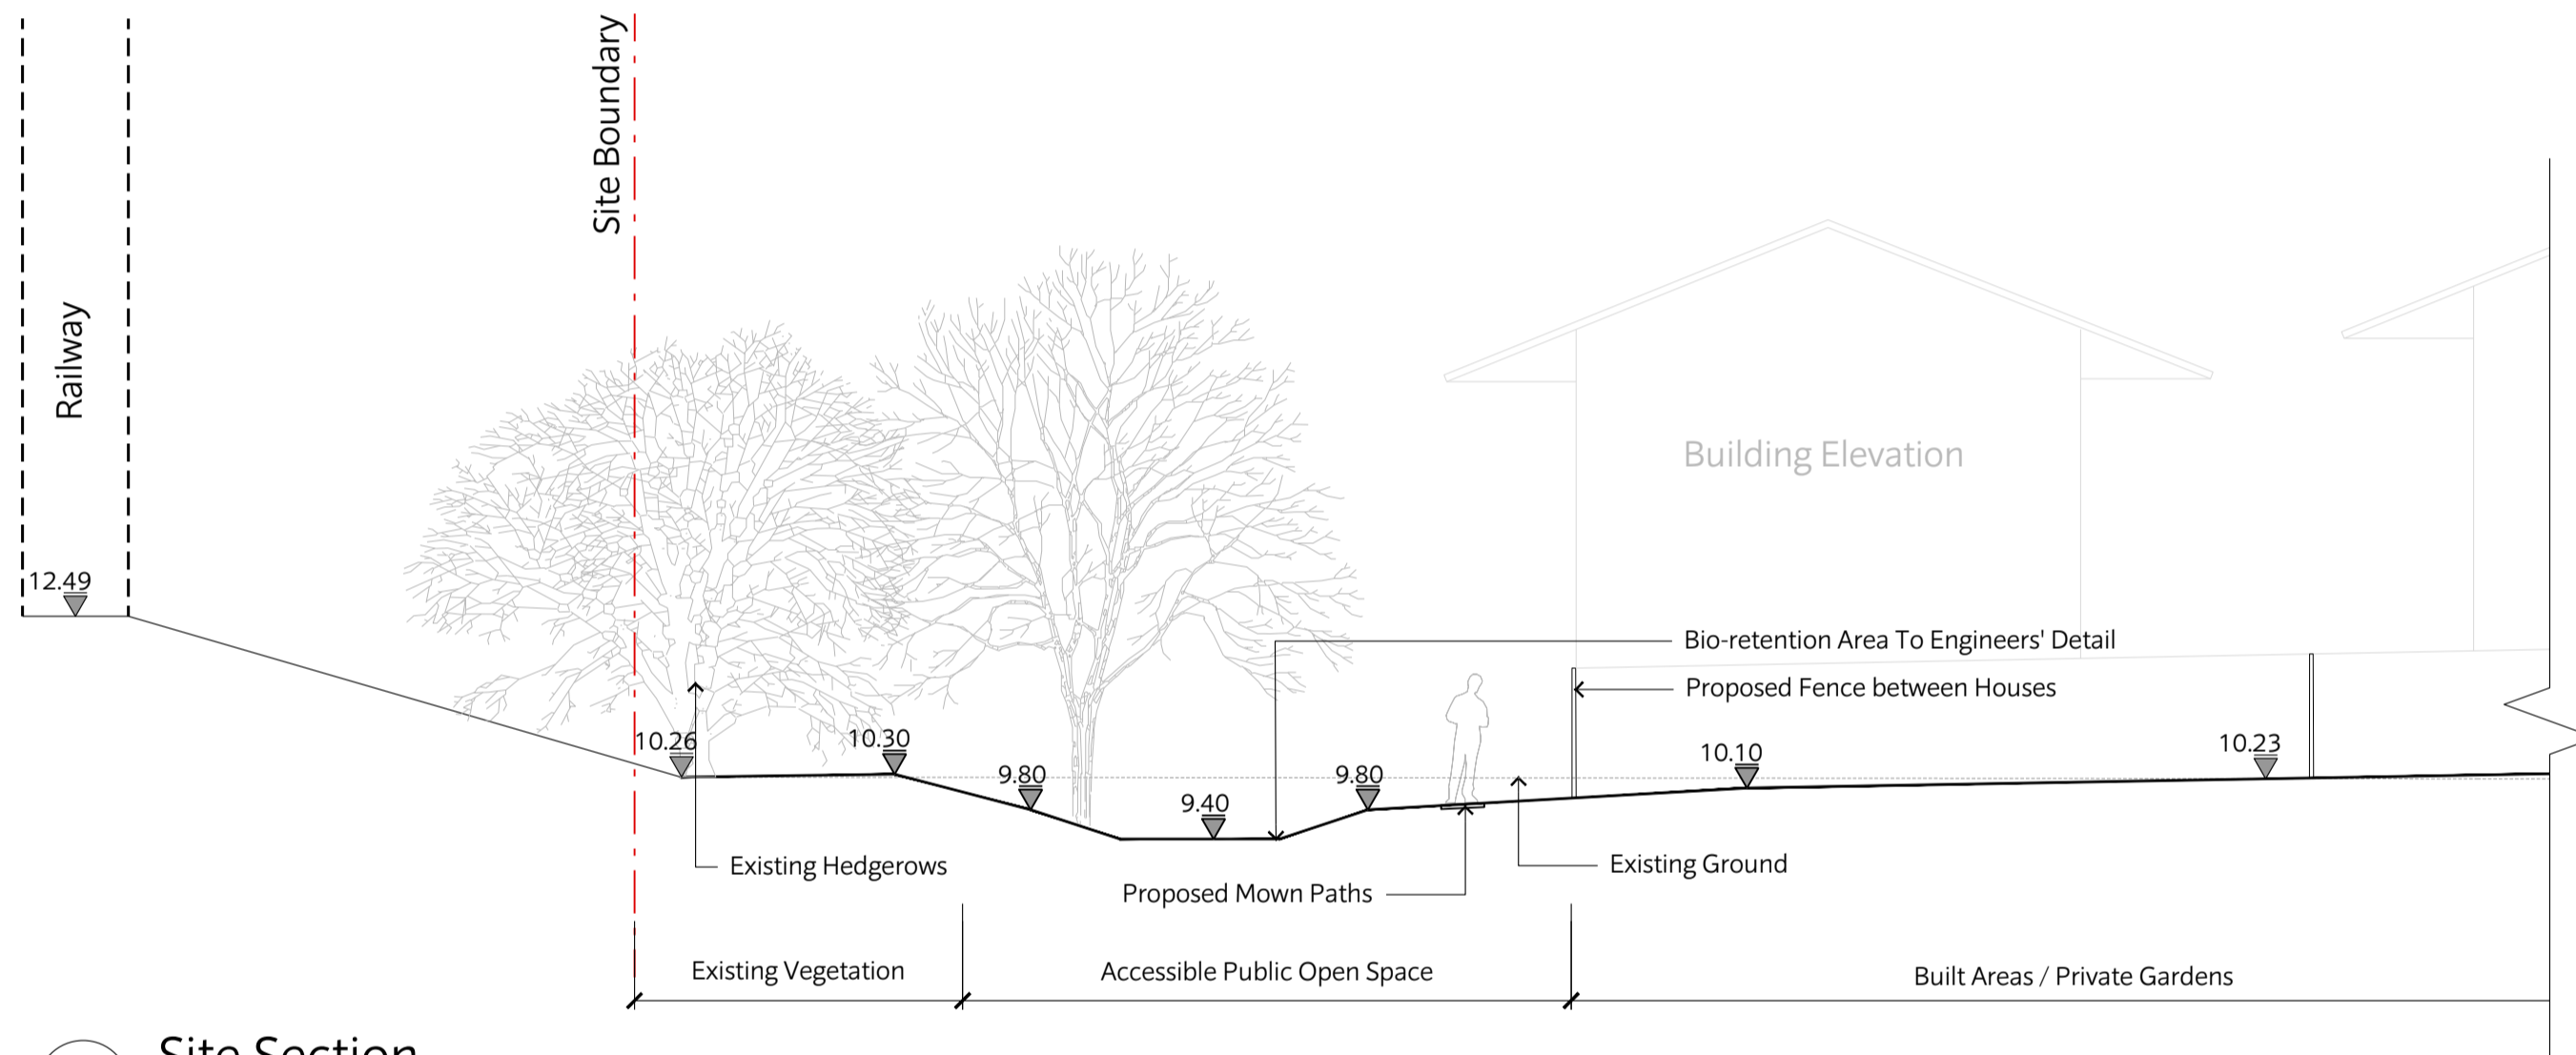 Site Boundary
Railway
Building Elevation
12.49
Bio-retention Area To Engineers' Detail
Proposed Fence between Houses
10.26
10.30
9.80
9.40
9.80
10.10
10.23
Existing Hedgerows
Existing Ground
Proposed Mown Paths
Existing Vegetation
Accessible Public Open Space
Built Areas / Private Gardens
Site Section